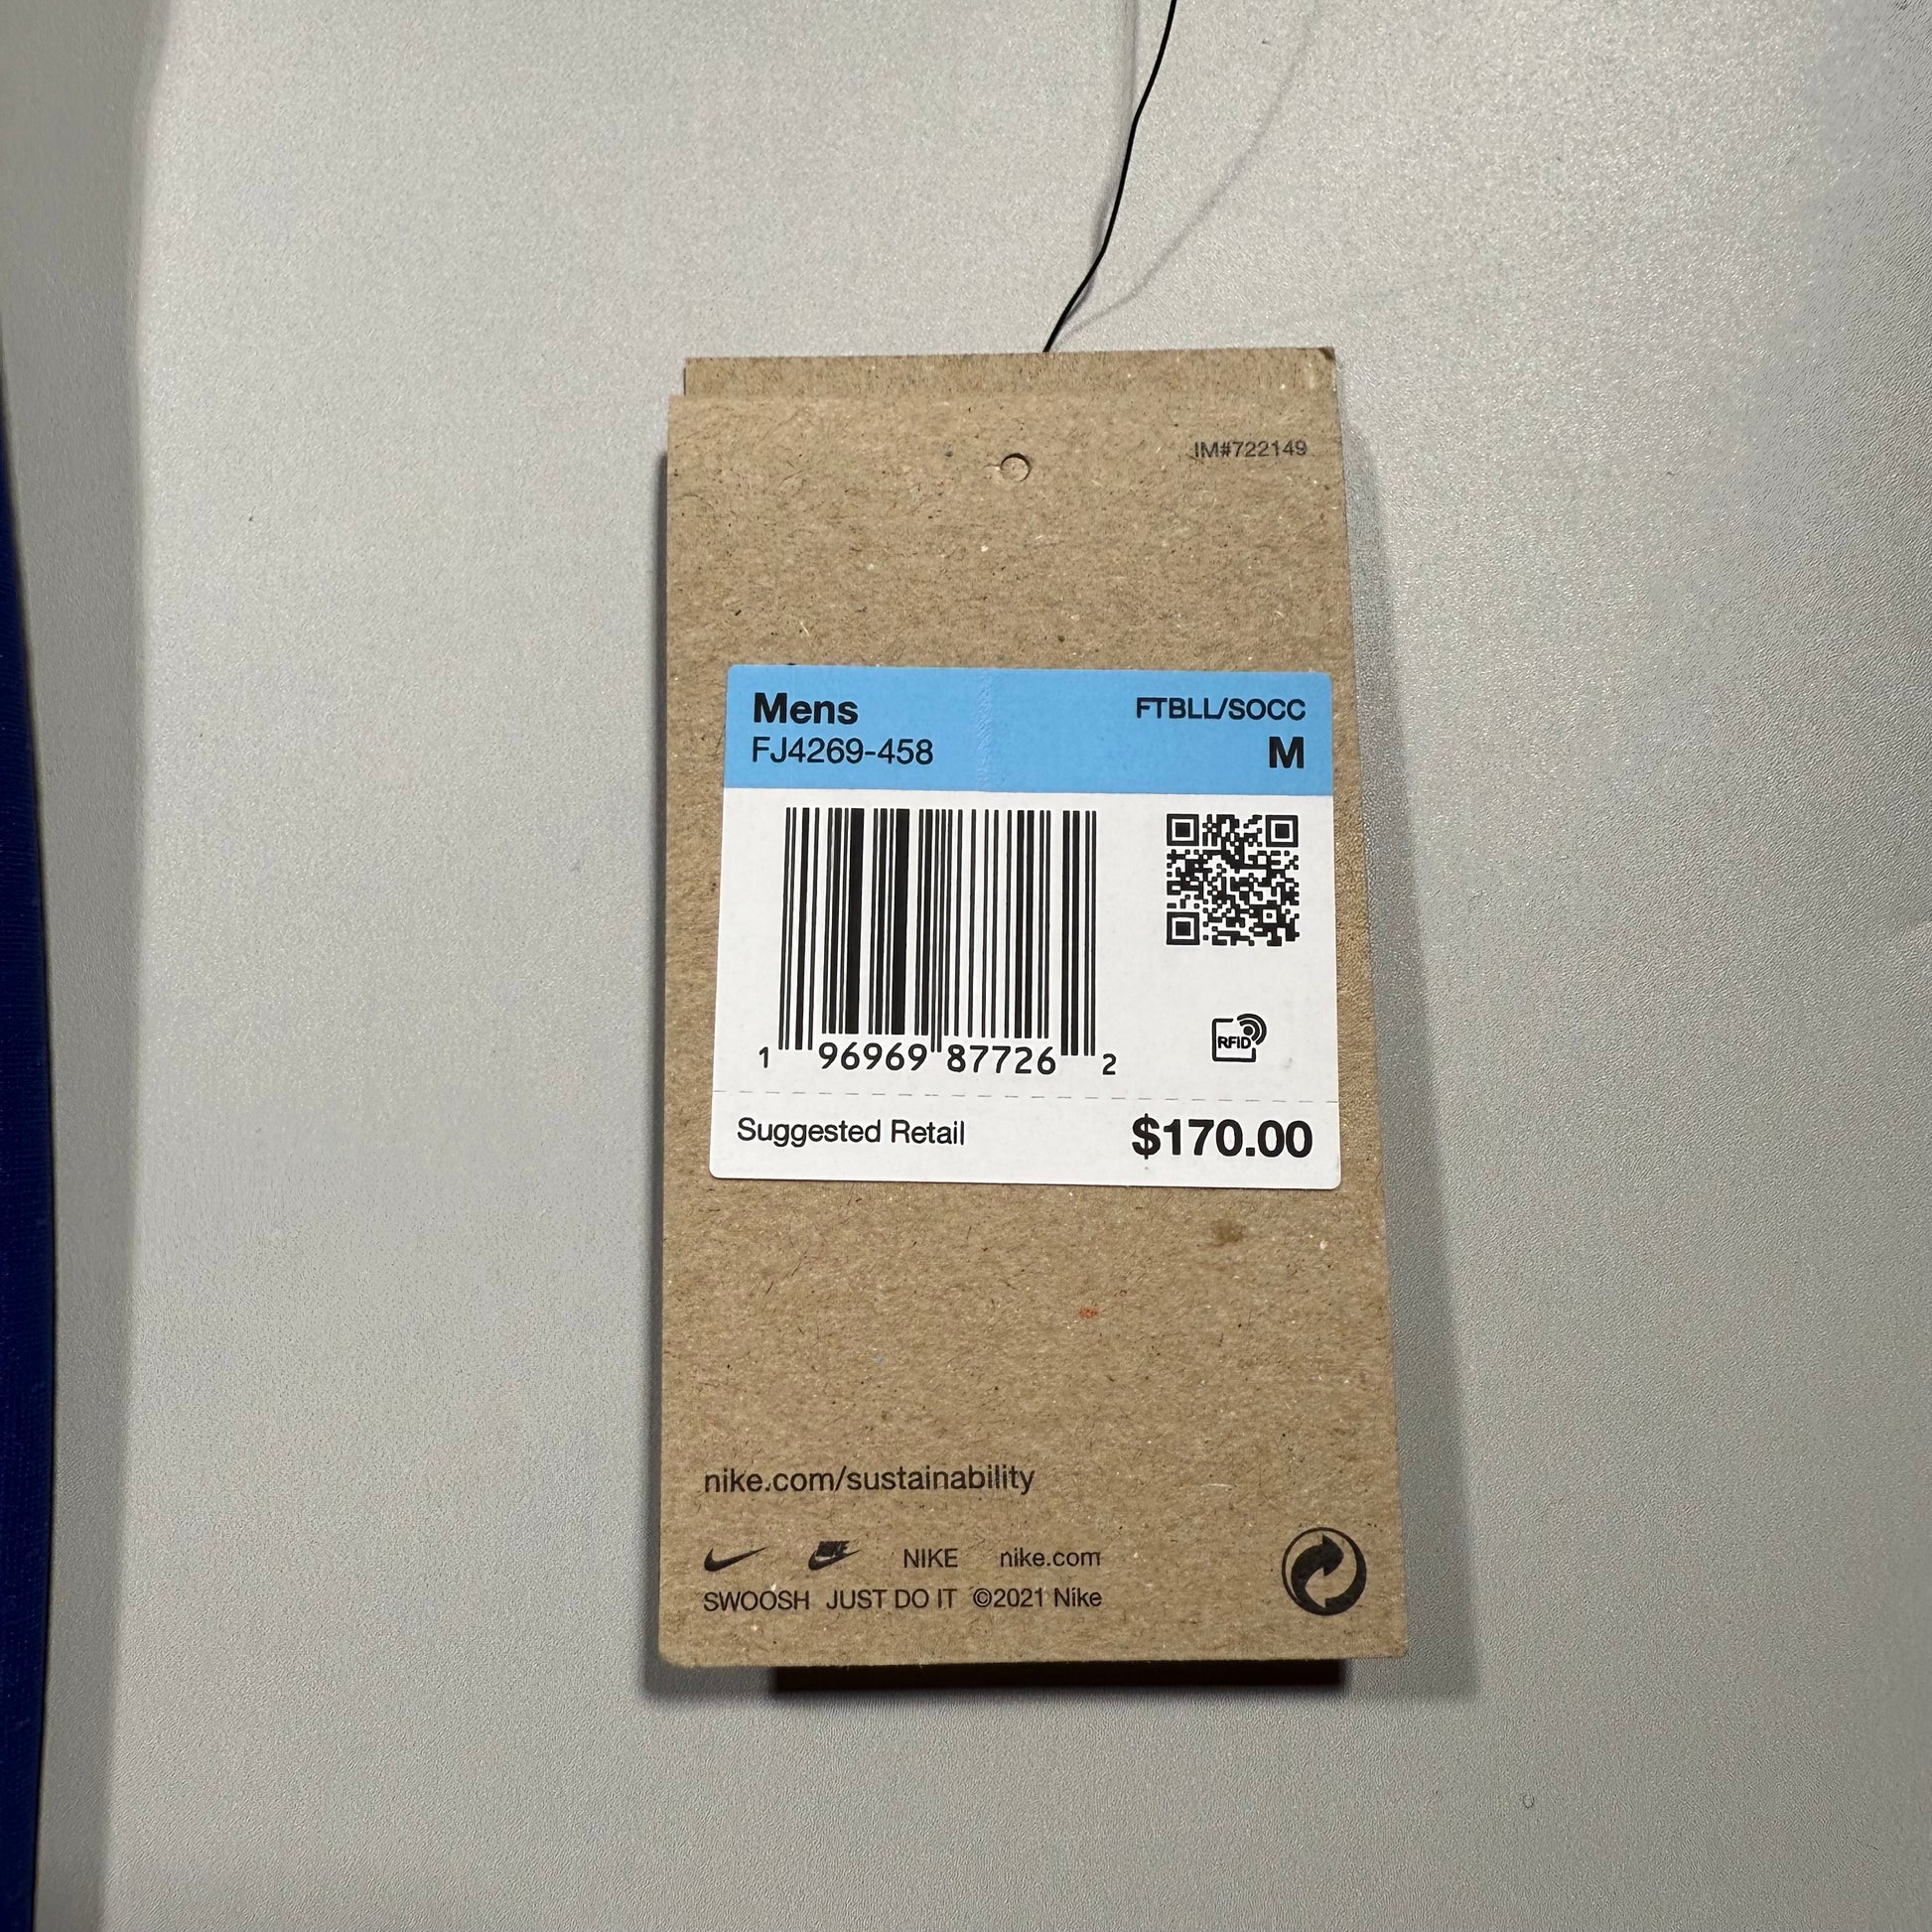 IM#722149
Mens FTBLL/SOCC
FJ4269-458 M
RFID
1 96969 87726 2
Suggested Retail $170.00
nike.com/sustainability
NIKE NIKE nike.com
SWOOSH JUST DO IT ©2021 Nike